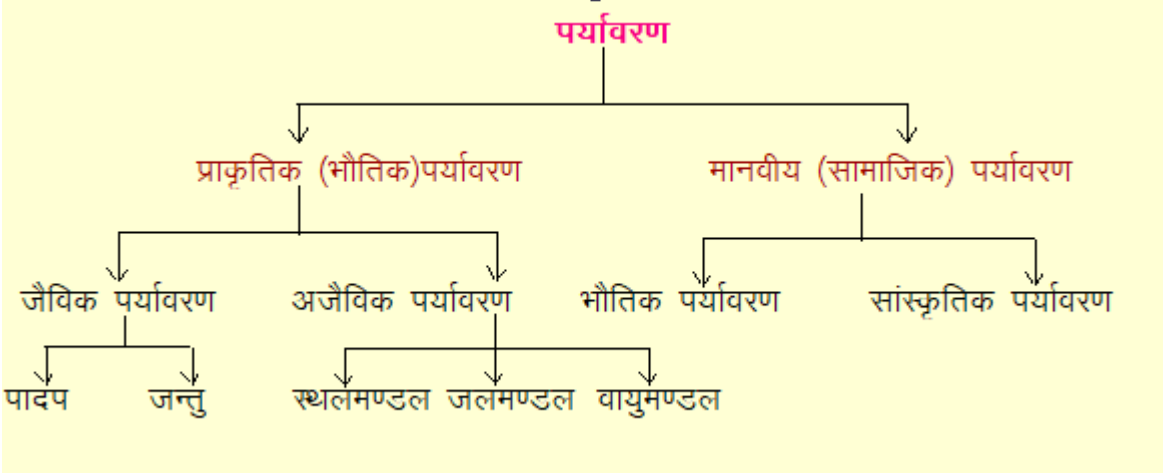 पर्यावरण
प्राकृतिक (भौतिक)पर्यावरण मानवीय (सामाजिक) पर्यावरण
जैविक पर्यावरण अजैविक पर्यावरण भौतिक पर्यावरण सांस्कृतिक पर्यावरण
पादप जन्तु स्थलमण्डल जलमण्डल वायुमण्डल